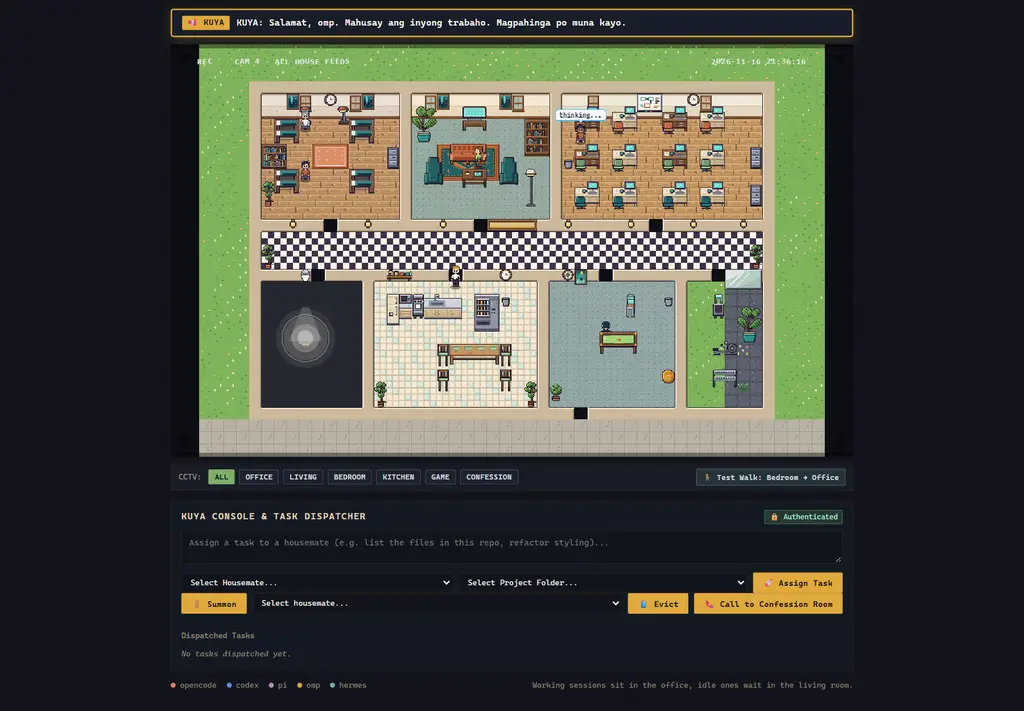 KUYA KUYA: Salamat, omp. Mahusay ang inyong trabaho. Magpahinga po muna kayo.
REC CAM 4 ALL HOUSE FEEDS 2026-11-16 21:36:16
thinking...
CCTV: ALL OFFICE LIVING BEDROOM KITCHEN GAME CONFESSION Test Walk: Bedroom → Office
KUYA CONSOLE & TASK DISPATCHER Authenticated
Assign a task to a housemate (e.g. list the files in this repo, refactor styling)...
Select Housemate... Select Project Folder... Assign Task
Summon Select housemate... Evict Call to Confession Room
Dispatched Tasks
No tasks dispatched yet.
opencode codex pi omp hermes Working sessions sit in the office, idle ones wait in the living room.